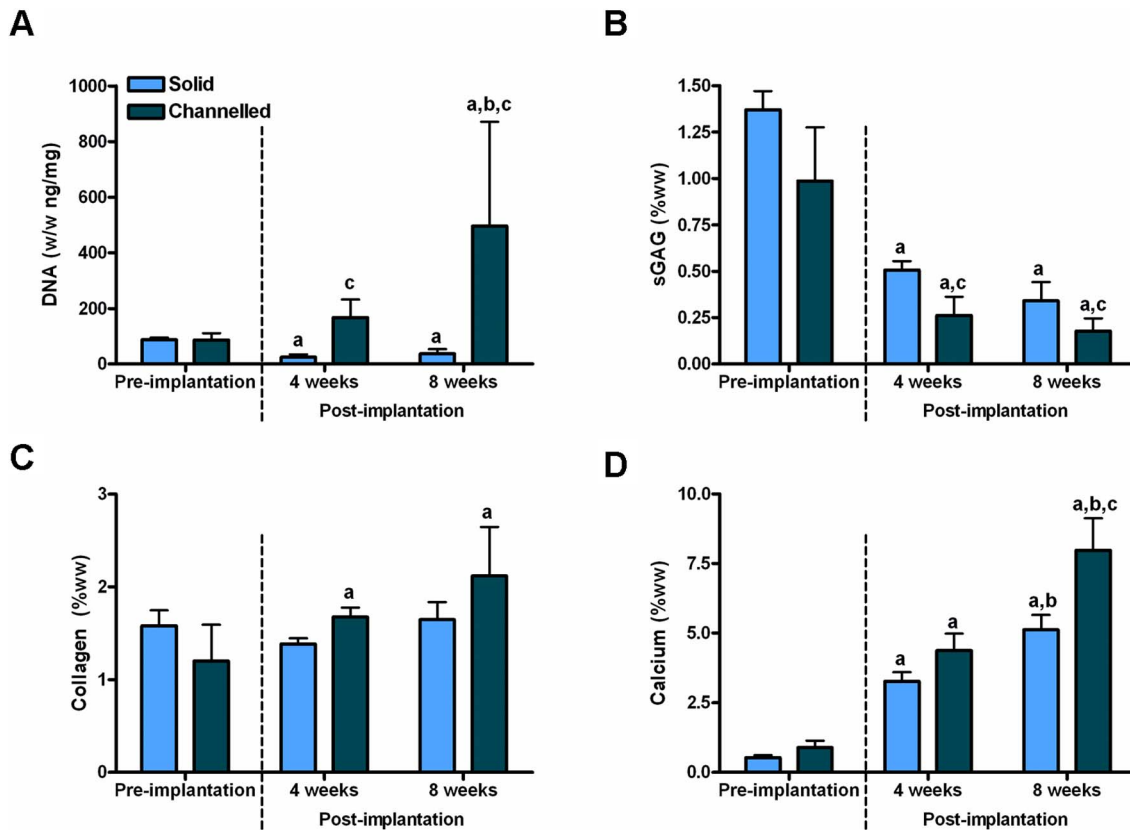 A
Solid
Channelled
DNA (w/w ng/mg)
1000
800
600
400
200
0
a
c
a
a,b,c
Pre-implantation
4 weeks
8 weeks
Post-implantation
B
sGAG (%ww)
1.50
1.25
1.00
0.75
0.50
0.25
0.00
a
a,c
a
a,c
Pre-implantation
4 weeks
8 weeks
Post-implantation
C
Collagen (%ww)
3
2
1
0
a
a
Pre-implantation
4 weeks
8 weeks
Post-implantation
D
Calcium (%ww)
10.0
7.5
5.0
2.5
0.0
a
a
a,b
a,b,c
Pre-implantation
4 weeks
8 weeks
Post-implantation